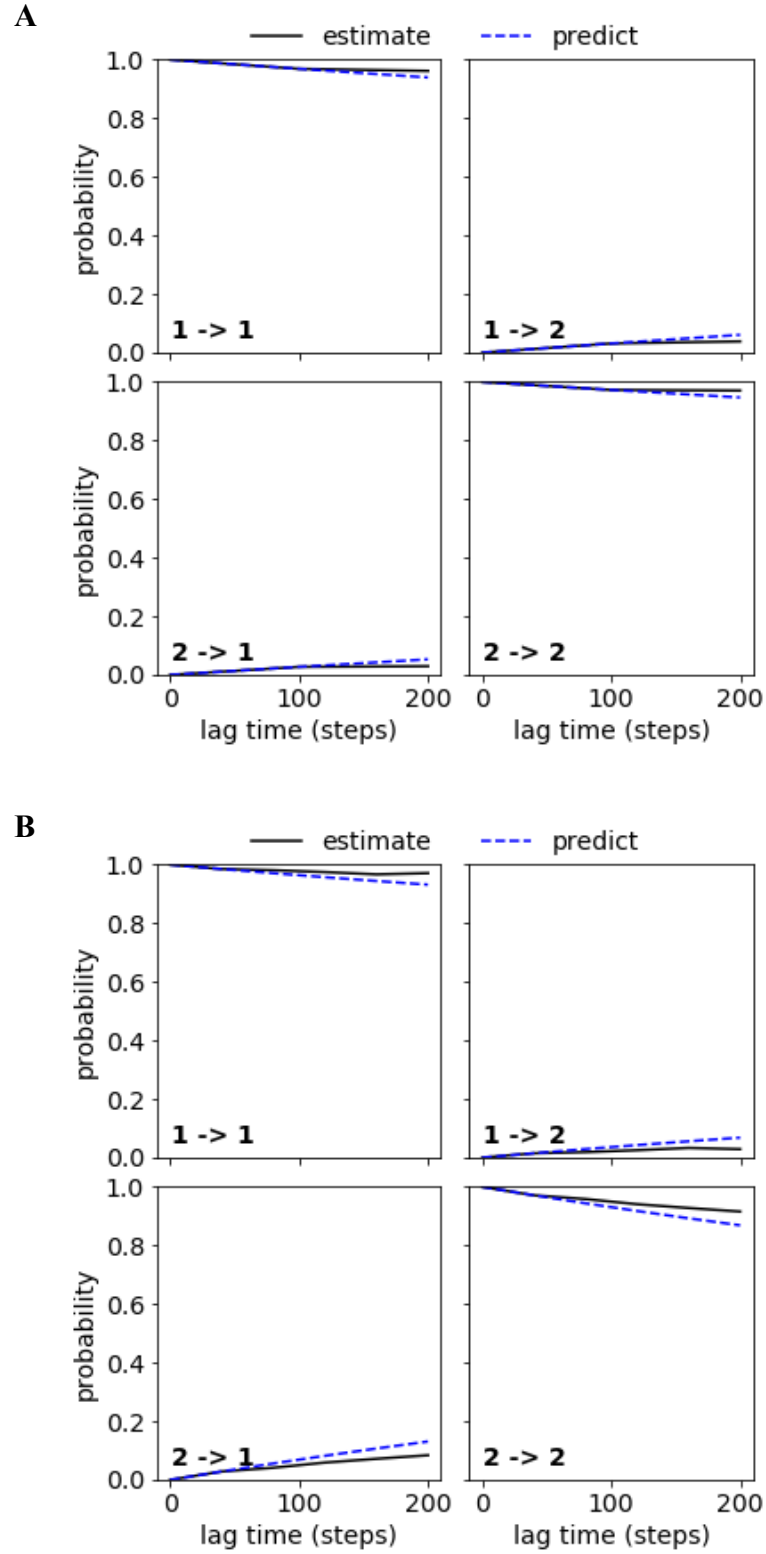 A
estimate predict
1.0
0.8
0.6
0.4
0.2
0.0
probability
1 -> 1 1 -> 2
1.0
0.8
0.6
0.4
0.2
0.0
probability
2 -> 1 2 -> 2
0 100 200 0 100 200
lag time (steps) lag time (steps)
B
estimate predict
1.0
0.8
0.6
0.4
0.2
0.0
probability
1 -> 1 1 -> 2
1.0
0.8
0.6
0.4
0.2
0.0
probability
2 -> 1 2 -> 2
0 100 200 0 100 200
lag time (steps) lag time (steps)